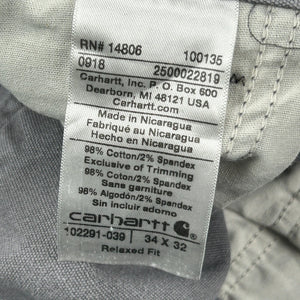 RN# 14806 100135
0918 2500022819
Carhartt, Inc. P.O. Box 600
Dearborn, MI 48121 USA
Carhartt.com
Made in Nicaragua
Fabriqué au Nicaragua
Hecho en Nicaragua
98% Cotton/2% Spandex
Exclusive of Trimming
98% Coton/2% Spandex
Sans garniture
98% Algodón/2% Spandex
Sin incluir adorno
carhartt
102291-039 34 X 32
Relaxed Fit